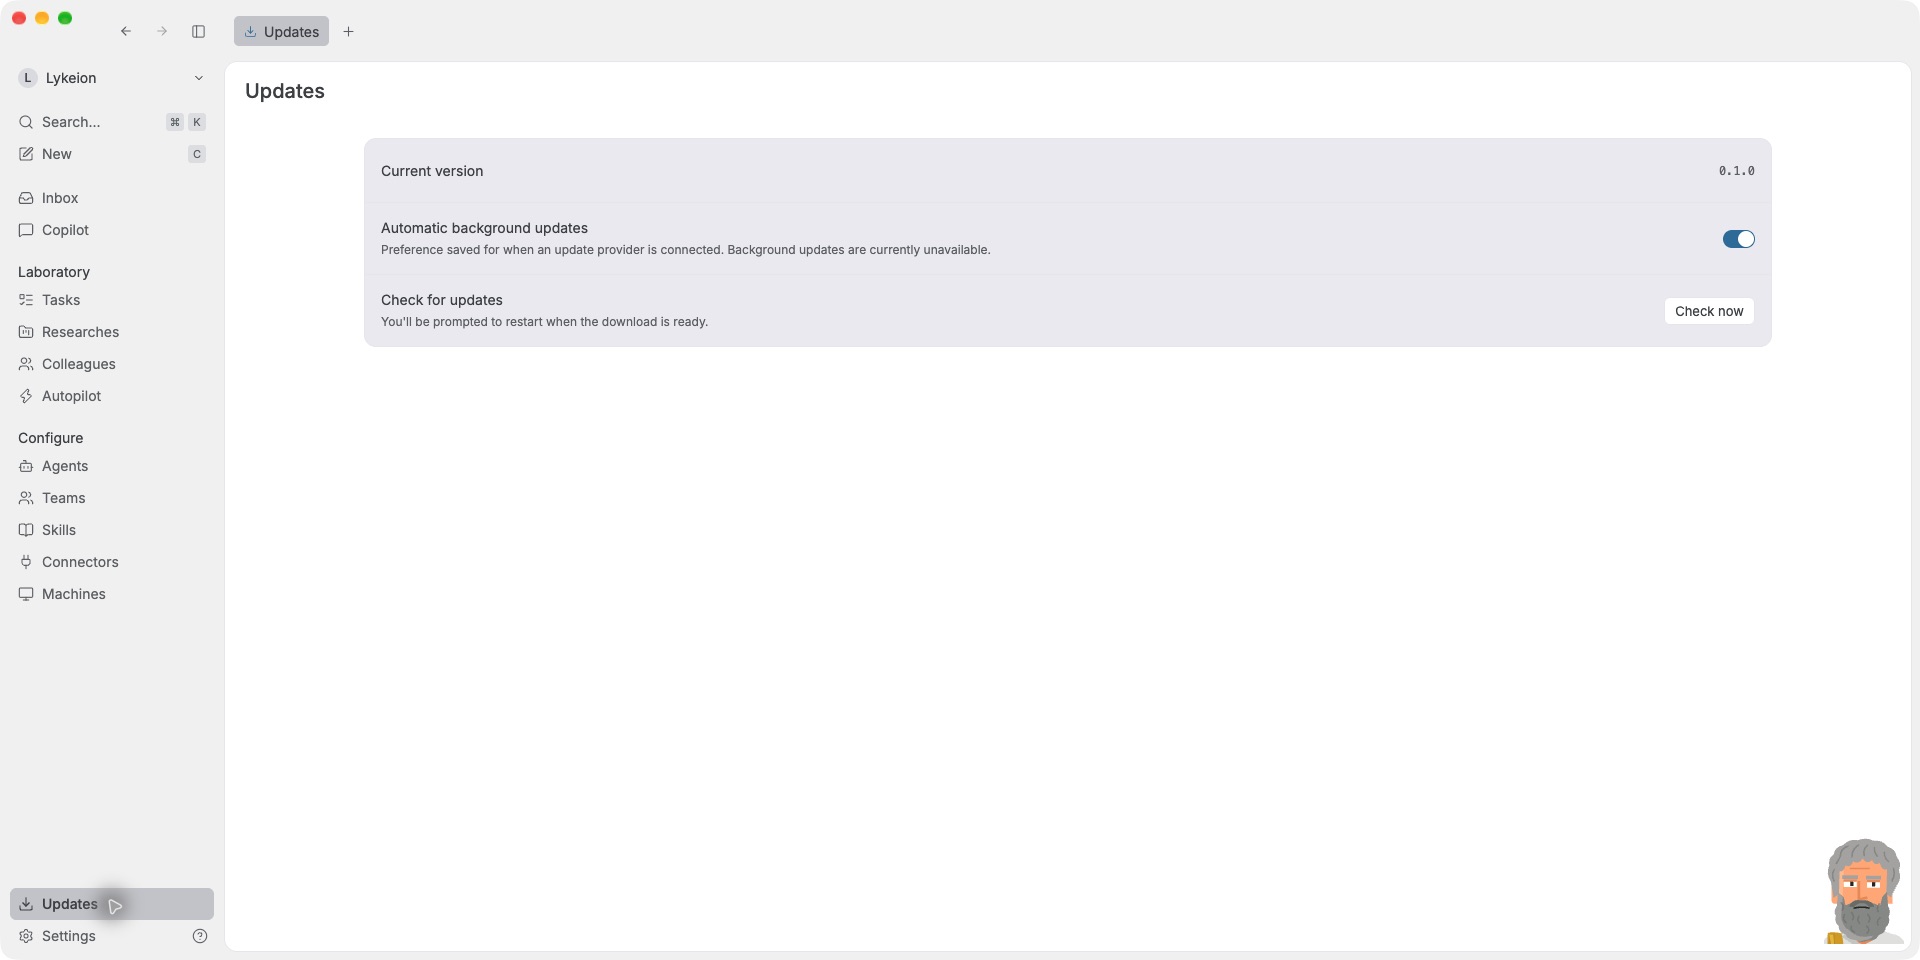 Updates
L Lykeion
Search... ⌘ K
New C
Inbox
Copilot
Laboratory
Tasks
Researches
Colleagues
Autopilot
Configure
Agents
Teams
Skills
Connectors
Machines
Updates
Settings
Updates
Current version 0.1.0
Automatic background updates
Preference saved for when an update provider is connected. Background updates are currently unavailable.
Check for updates
You'll be prompted to restart when the download is ready.
Check now